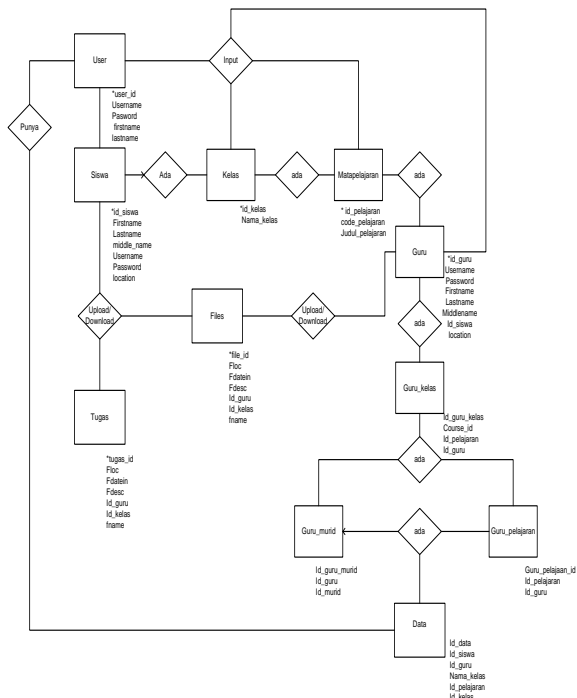 User
Input
*user_id
Username
Pasword
firstname
lastname
Punya
Siswa
Ada
Kelas
ada
Matapelajaran
ada
*id_siswa
Firstname
Lastname
middle_name
Username
Password
location
*id_kelas
Nama_kelas
* id_pelajaran
code_pelajaran
Judul_pelajaran
Guru
*id_guru
Username
Password
Firstname
Lastname
Middlename
Id_siswa
location
Upload/
Download
Files
Upload/
Download
ada
*file_id
Floc
Fdatein
Fdesc
Id_guru
Id_kelas
fname
Tugas
Guru_kelas
Id_guru_kelas
Course_id
Id_pelajaran
Id_guru
*tugas_id
Floc
Fdatein
Fdesc
Id_guru
Id_kelas
fname
ada
Guru_murid
ada
Guru_pelajaran
Id_guru_murid
Id_guru
Id_murid
Guru_pelajaan_id
Id_pelajaran
Id_guru
Data
Id_data
Id_siswa
Id_guru
Nama_kelas
Id_pelajaran
Id_kelas